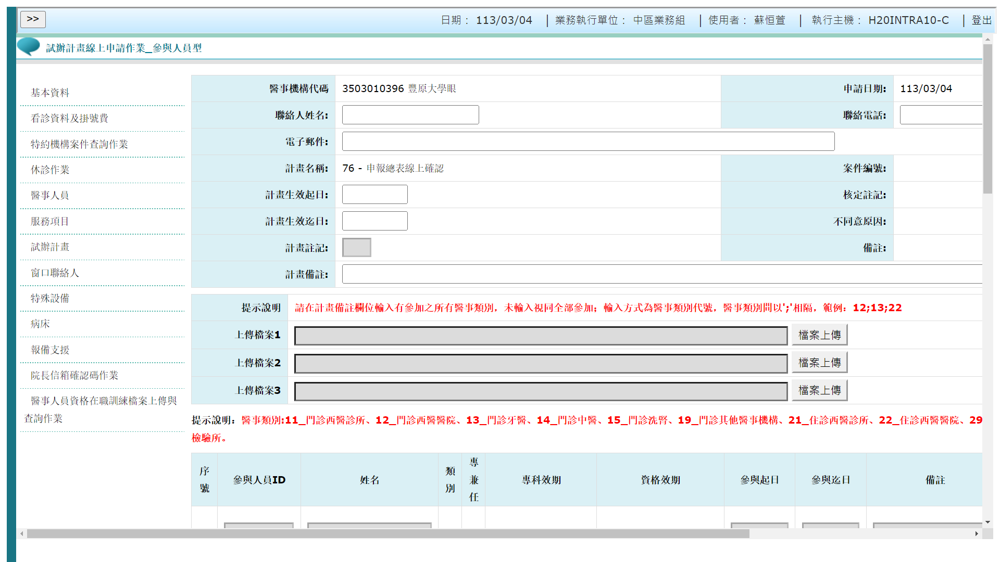 >>
日期： 113/03/04 | 業務執行單位： 中區業務組 | 使用者： 蘇恒萱 | 執行主機： H20INTRA10-C | 登出
試辦計畫線上申請作業_參與人員型
基本資料
看診資料及掛號費
特約機構案件查詢作業
休診作業
醫事人員
服務項目
試辦計畫
窗口聯絡人
特殊設備
病床
報備支援
院長信箱確認碼作業
醫事人員資格在職訓練檔案上傳與
查詢作業
醫事機構代碼 3503010396 豐原大學眼 申請日期: 113/03/04
聯絡人姓名: 聯絡電話:
電子郵件:
計畫名稱: 76 - 申報總表線上確認 案件編號:
計畫生效起日: 核定註記:
計畫生效迄日: 不同意原因:
計畫註記: 備註:
計畫備註:
提示說明 請在計畫備註欄位輸入有參加之所有醫事類別，未輸入視同全部參加；輸入方式為醫事類別代號，醫事類別間以';'相隔，範例：12;13;22
上傳檔案1 檔案上傳
上傳檔案2 檔案上傳
上傳檔案3 檔案上傳
提示說明：醫事類別:11_門診西醫診所、12_門診西醫醫院、13_門診牙醫、14_門診中醫、15_門診洗腎、19_門診其他醫事機構、21_住診西醫診所、22_住診西醫醫院、29
檢驗所。
序號 參與人員ID 姓名 類別 專兼任 專科效期 資格效期 參與起日 參與迄日 備註